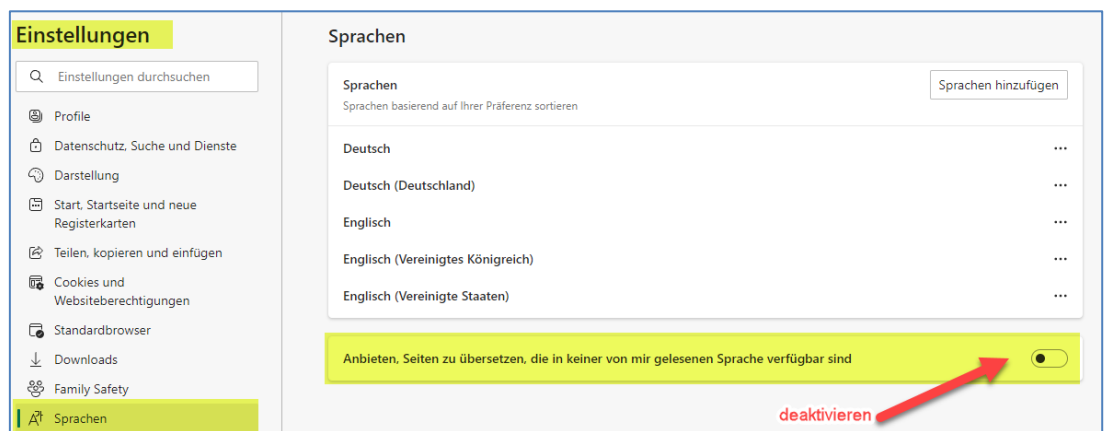 Einstellungen
Einstellungen durchsuchen
Profile
Datenschutz, Suche und Dienste
Darstellung
Start, Startseite und neue
Registerkarten
Teilen, kopieren und einfügen
Cookies und
Websiteberechtigungen
Standardbrowser
Downloads
Family Safety
Sprachen
Sprachen
Sprachen
Sprachen hinzufügen
Sprachen basierend auf Ihrer Präferenz sortieren
Deutsch
Deutsch (Deutschland)
Englisch
Englisch (Vereinigtes Königreich)
Englisch (Vereinigte Staaten)
Anbieten, Seiten zu übersetzen, die in keiner von mir gelesenen Sprache verfügbar sind
deaktivieren